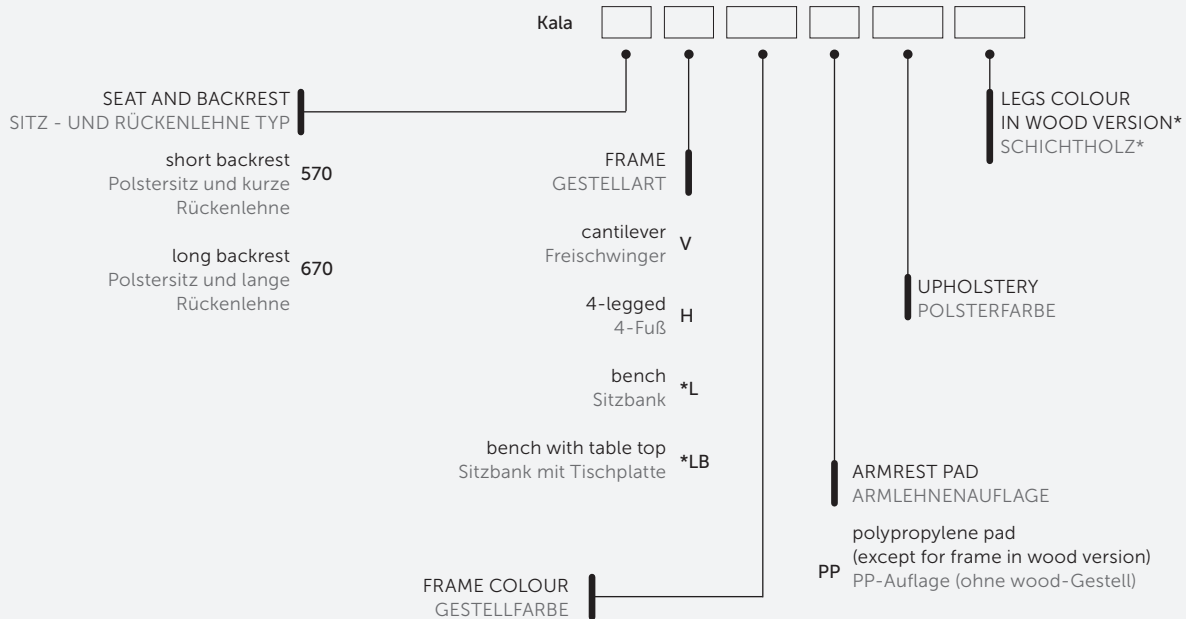 Kala
SEAT AND BACKREST
SITZ - UND RÜCKENLEHNE TYP
short backrest
Polstersitz und kurze
Rückenlehne
570
long backrest
Polstersitz und lange
Rückenlehne
670
FRAME
GESTELLART
cantilever
Freischwinger
V
4-legged
4-Fuß
H
bench
Sitzbank
*L
bench with table top
Sitzbank mit Tischplatte
*LB
FRAME COLOUR
GESTELLFARBE
ARMREST PAD
ARMLEHNENAUFLAGE
PP
polypropylene pad
(except for frame in wood version)
PP-Auflage (ohne wood-Gestell)
UPHOLSTERY
POLSTERFARBE
LEGS COLOUR
IN WOOD VERSION*
SCHICHTHOLZ*